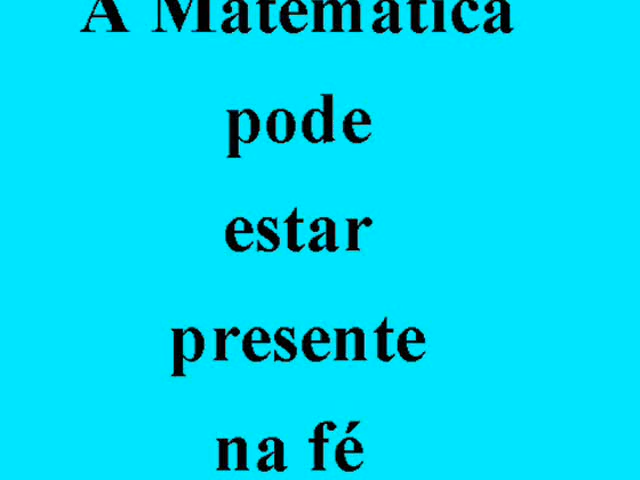 A Matemática
pode
estar
presente
na fé